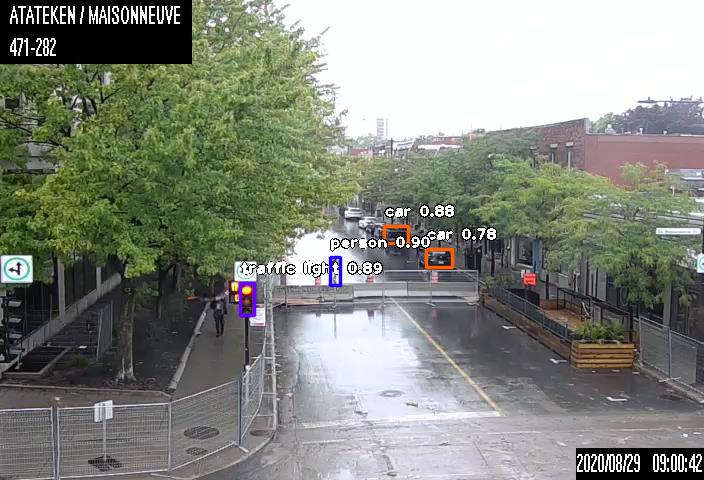 ATATEKEN / MAISONNEUVE
471-282
car 0.88
car 0.78
person 0.90
traffic light 0.89
2020/08/29 09:00:42